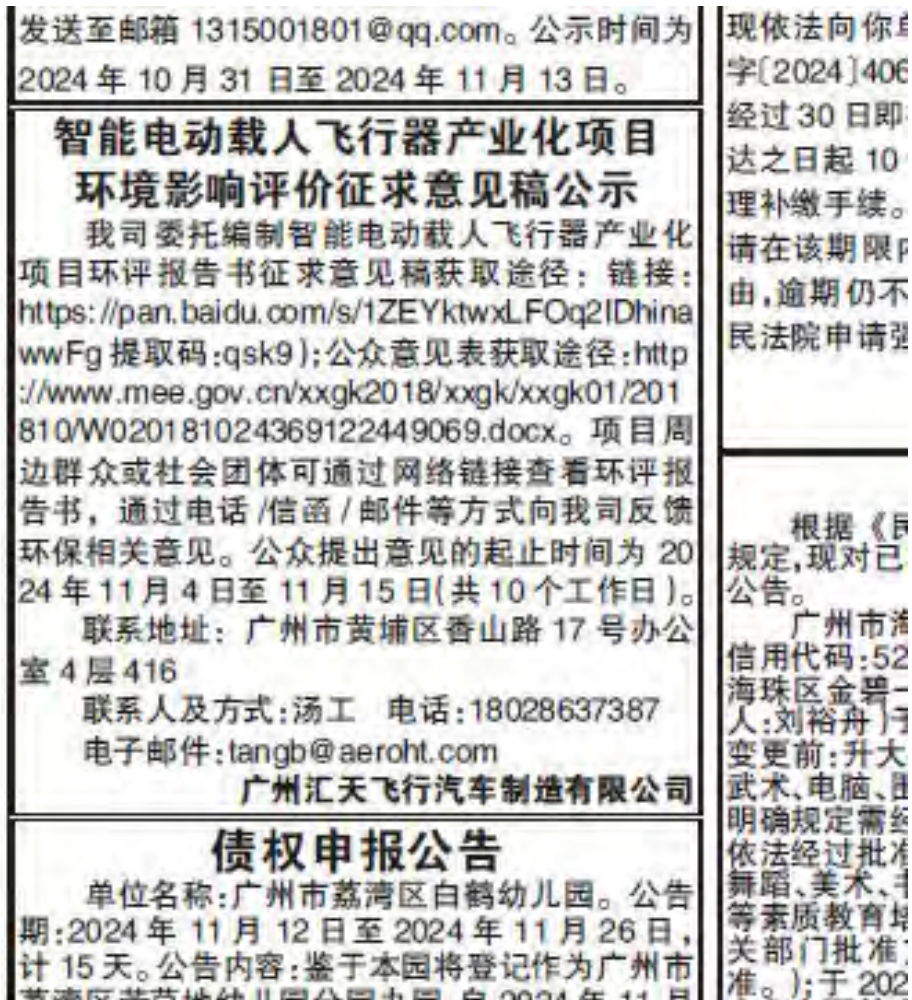 发送至邮箱 1315001801@qq.com。公示时间为
2024 年 10 月 31 日至 2024 年 11 月 13 日。
智能电动载人飞行器产业化项目
环境影响评价征求意见稿公示
我司委托编制智能电动载人飞行器产业化
项目环评报告书征求意见稿获取途径：链接：
https://pan.baidu.com/s/1ZEYktwxLFOq2IDhina
wwFg 提取码:qsk9);公众意见表获取途径:http
://www.mee.gov.cn/xxgk2018/xxgk/xxgk01/201
810/W020181024369122449069.docx。项目周
边群众或社会团体可通过网络链接查看环评报
告书，通过电话 /信函 / 邮件等方式向我司反馈
环保相关意见。公众提出意见的起止时间为 20
24 年 11 月 4 日至 11 月 15 日(共 10 个工作日)。
联系地址：广州市黄埔区香山路 17 号办公
室 4 层 416
联系人及方式:汤工 电话:18028637387
电子邮件:tangb@aeroht.com
广州汇天飞行汽车制造有限公司
债权申报公告
单位名称:广州市荔湾区白鹤幼儿园。公告
期:2024 年 11 月 12 日至 2024 年 11 月 26 日，
计 15 天。公告内容:鉴于本园将登记作为广州市
现依法向你
字〔2024〕406
经过 30 日即
达之日起 10
理补缴手续。
请在该期限
由,逾期仍不
民法院申请
根据《
规定,现对已
公告。
广州市海
信用代码:52
海珠区金碧一
人:刘裕舟)于
变更前:升大
武术、电脑、围
明确规定需经
依法经过批准
舞蹈、美术、书
等素质教育培
关部门批准
准。);于 202